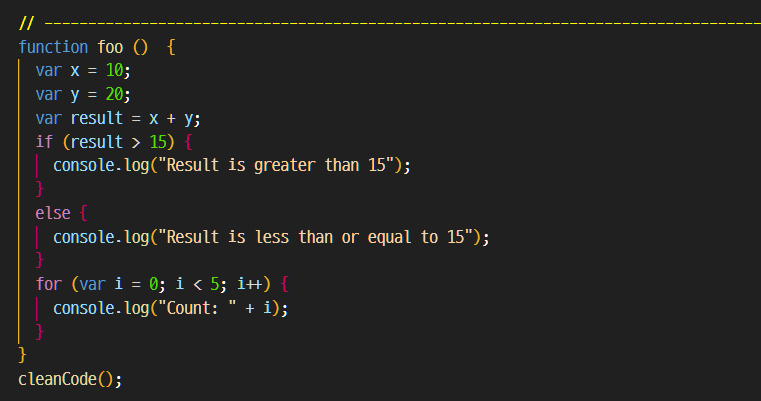 // ------------------------------------------------------------------------------------
function foo ()  {
  var x = 10;
  var y = 20;
  var result = x + y;
  if (result > 15) {
    console.log("Result is greater than 15");
  }
  else {
    console.log("Result is less than or equal to 15");
  }
  for (var i = 0; i < 5; i++) {
    console.log("Count: " + i);
  }
}
cleanCode();